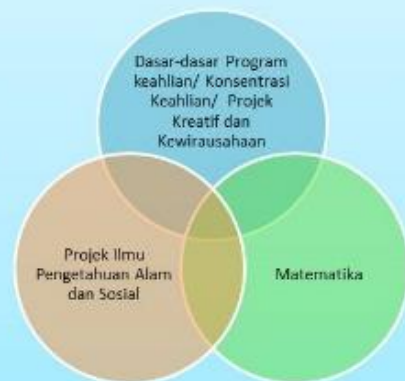 Dasar-dasar Program
keahlian/ Konsentrasi
Keahlian/ Projek
Kreatif dan
Kewirausahaan
Projek Ilmu
Pengetahuan Alam
dan Sosial
Matematika